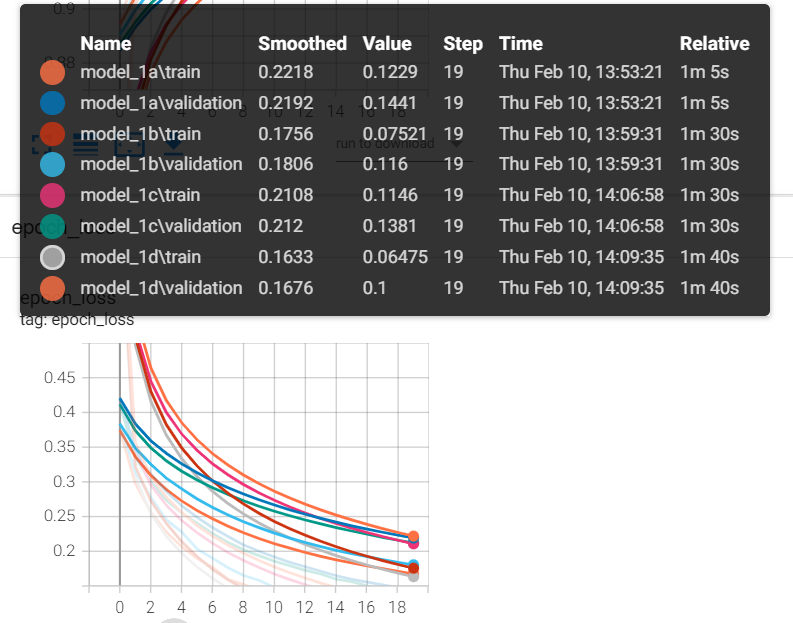 0.9
Name Smoothed Value Step Time Relative
0.88
model_1a\train 0.2218 0.1229 19 Thu Feb 10, 13:53:21 1m 5s
model_1a\validation 0.2192 0.1441 19 Thu Feb 10, 13:53:21 1m 5s
0 2 4 6 8 10 12 14 16 18
model_1b\train 0.1756 0.07521 19 Thu Feb 10, 13:59:31 1m 30s
run to download
model_1b\validation 0.1806 0.116 19 Thu Feb 10, 13:59:31 1m 30s
model_1c\train 0.2108 0.1146 19 Thu Feb 10, 14:06:58 1m 30s
model_1c\validation 0.212 0.1381 19 Thu Feb 10, 14:06:58 1m 30s
epoch_loss
model_1d\train 0.1633 0.06475 19 Thu Feb 10, 14:09:35 1m 40s
model_1d\validation 0.1676 0.1 19 Thu Feb 10, 14:09:35 1m 40s
epoch_loss
tag: epoch_loss
0.45
0.4
0.35
0.3
0.25
0.2
0 2 4 6 8 10 12 14 16 18